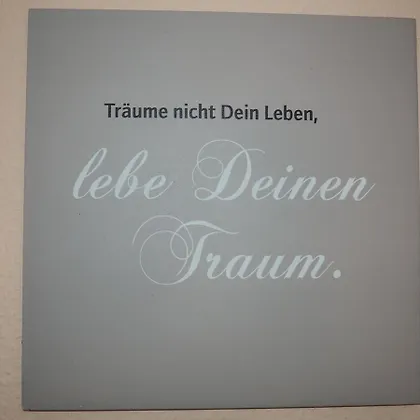 Träume nicht Dein Leben,
lebe Deinen
Traum.